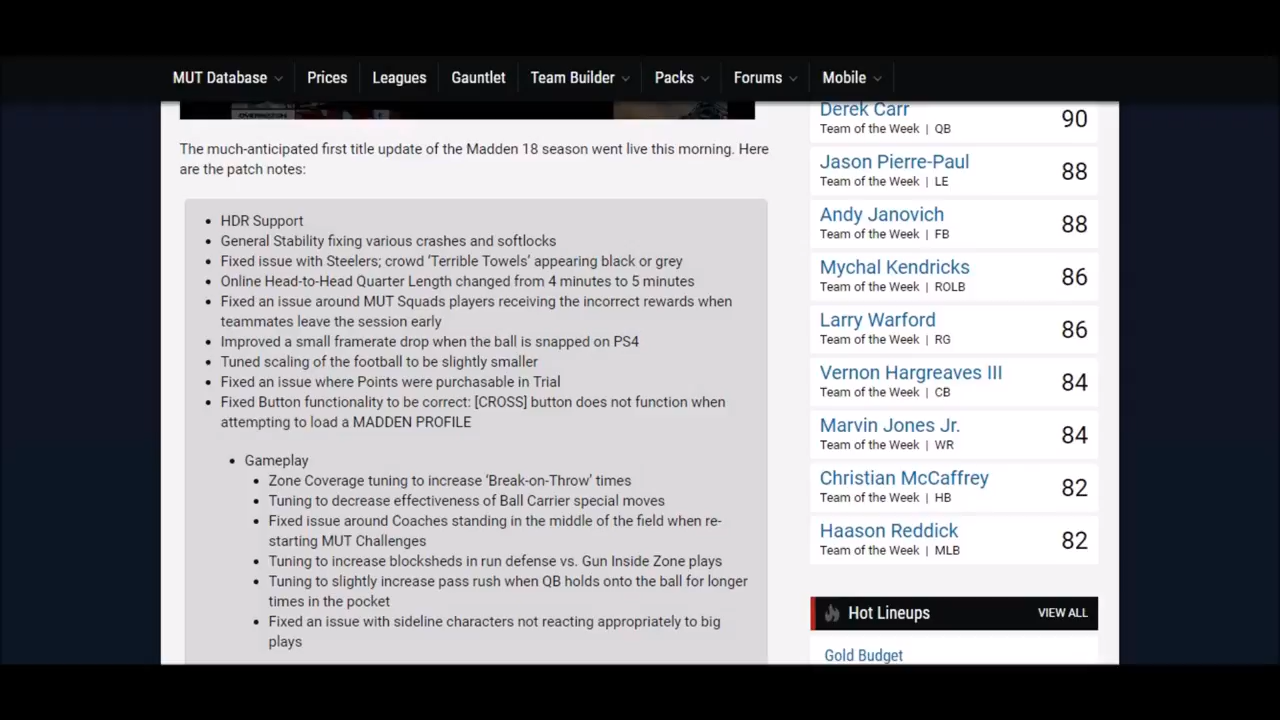 MUT Database
Prices
Leagues
Gauntlet
Team Builder
Packs
Forums
Mobile
The much-anticipated first title update of the Madden 18 season went live this morning. Here
are the patch notes:
HDR Support
General Stability fixing various crashes and softlocks
Fixed issue with Steelers; crowd ‘Terrible Towels’ appearing black or grey
Online Head-to-Head Quarter Length changed from 4 minutes to 5 minutes
Fixed an issue around MUT Squads players receiving the incorrect rewards when
teammates leave the session early
Improved a small framerate drop when the ball is snapped on PS4
Tuned scaling of the football to be slightly smaller
Fixed an issue where Points were purchasable in Trial
Fixed Button functionality to be correct: [CROSS] button does not function when
attempting to load a MADDEN PROFILE
Gameplay
Zone Coverage tuning to increase ‘Break-on-Throw’ times
Tuning to decrease effectiveness of Ball Carrier special moves
Fixed issue around Coaches standing in the middle of the field when re-
starting MUT Challenges
Tuning to increase blocksheds in run defense vs. Gun Inside Zone plays
Tuning to slightly increase pass rush when QB holds onto the ball for longer
times in the pocket
Fixed an issue with sideline characters not reacting appropriately to big
plays
Derek Carr
Team of the Week | QB
90
Jason Pierre-Paul
Team of the Week | LE
88
Andy Janovich
Team of the Week | FB
88
Mychal Kendricks
Team of the Week | ROLB
86
Larry Warford
Team of the Week | RG
86
Vernon Hargreaves III
Team of the Week | CB
84
Marvin Jones Jr.
Team of the Week | WR
84
Christian McCaffrey
Team of the Week | HB
82
Haason Reddick
Team of the Week | MLB
82
Hot Lineups
VIEW ALL
Gold Budget